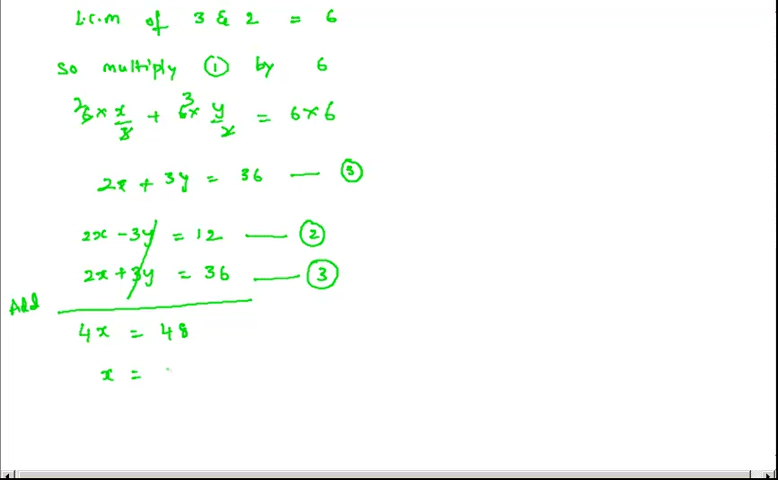 L.C.M of 3 & 2 = 6
So multiply ① by 6
2 6 × x/3 + 3 6 × y/2 = 6 × 6
2x + 3y = 36 — ③
2x - 3y = 12 — ②
2x + 3y = 36 — ③
Add
4x = 48
x =